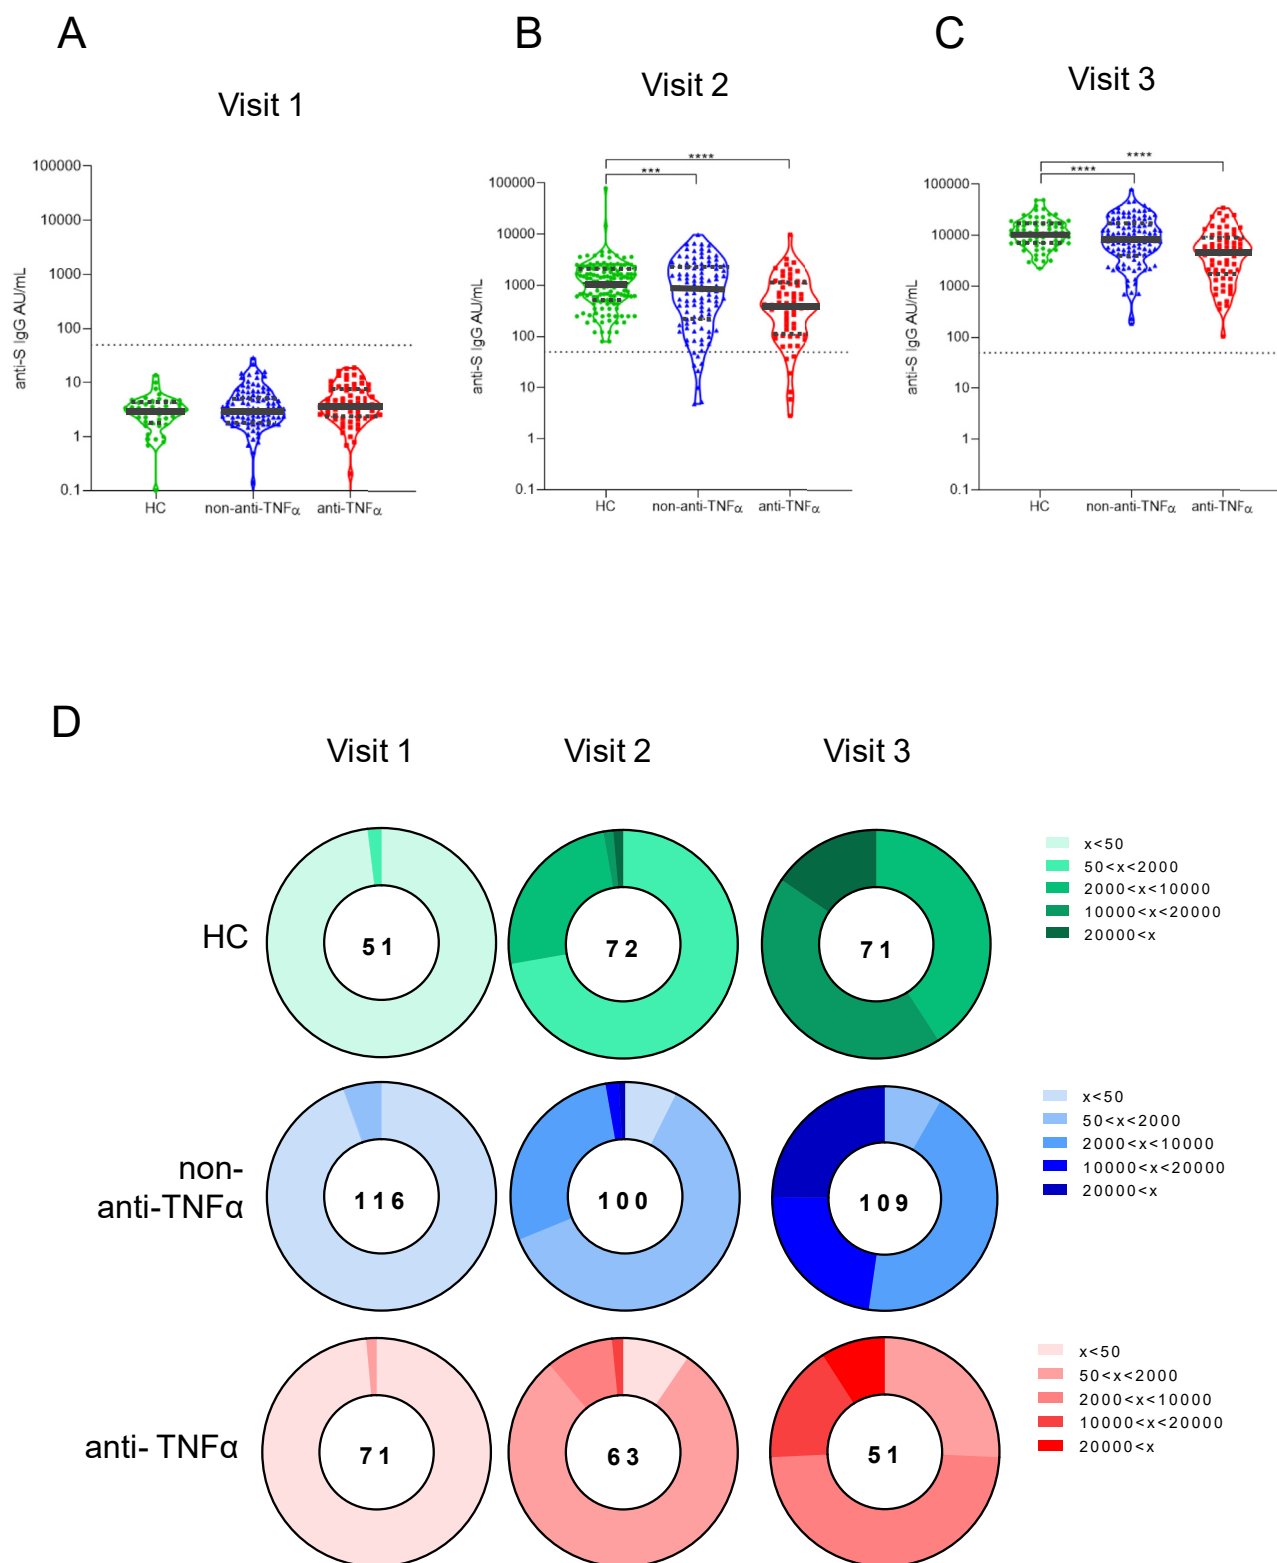 A
Visit 1
100000
10000
1000
100
10
1
0.1
anti-S IgG AU/mL
HC
non-anti-TNFα
anti-TNFα
B
Visit 2
****
***
100000
10000
1000
100
10
1
0.1
anti-S IgG AU/mL
HC
non-anti-TNFα
anti-TNFα
C
Visit 3
****
****
100000
10000
1000
100
10
1
0.1
anti-S IgG AU/mL
HC
non-anti-TNFα
anti-TNFα
D
Visit 1
Visit 2
Visit 3
HC
51
72
71
x<50
50<x<2000
2000<x<10000
10000<x<20000
20000<x
non-
anti-TNFα
116
100
109
x<50
50<x<2000
2000<x<10000
10000<x<20000
20000<x
anti- TNFα
71
63
51
x<50
50<x<2000
2000<x<10000
10000<x<20000
20000<x